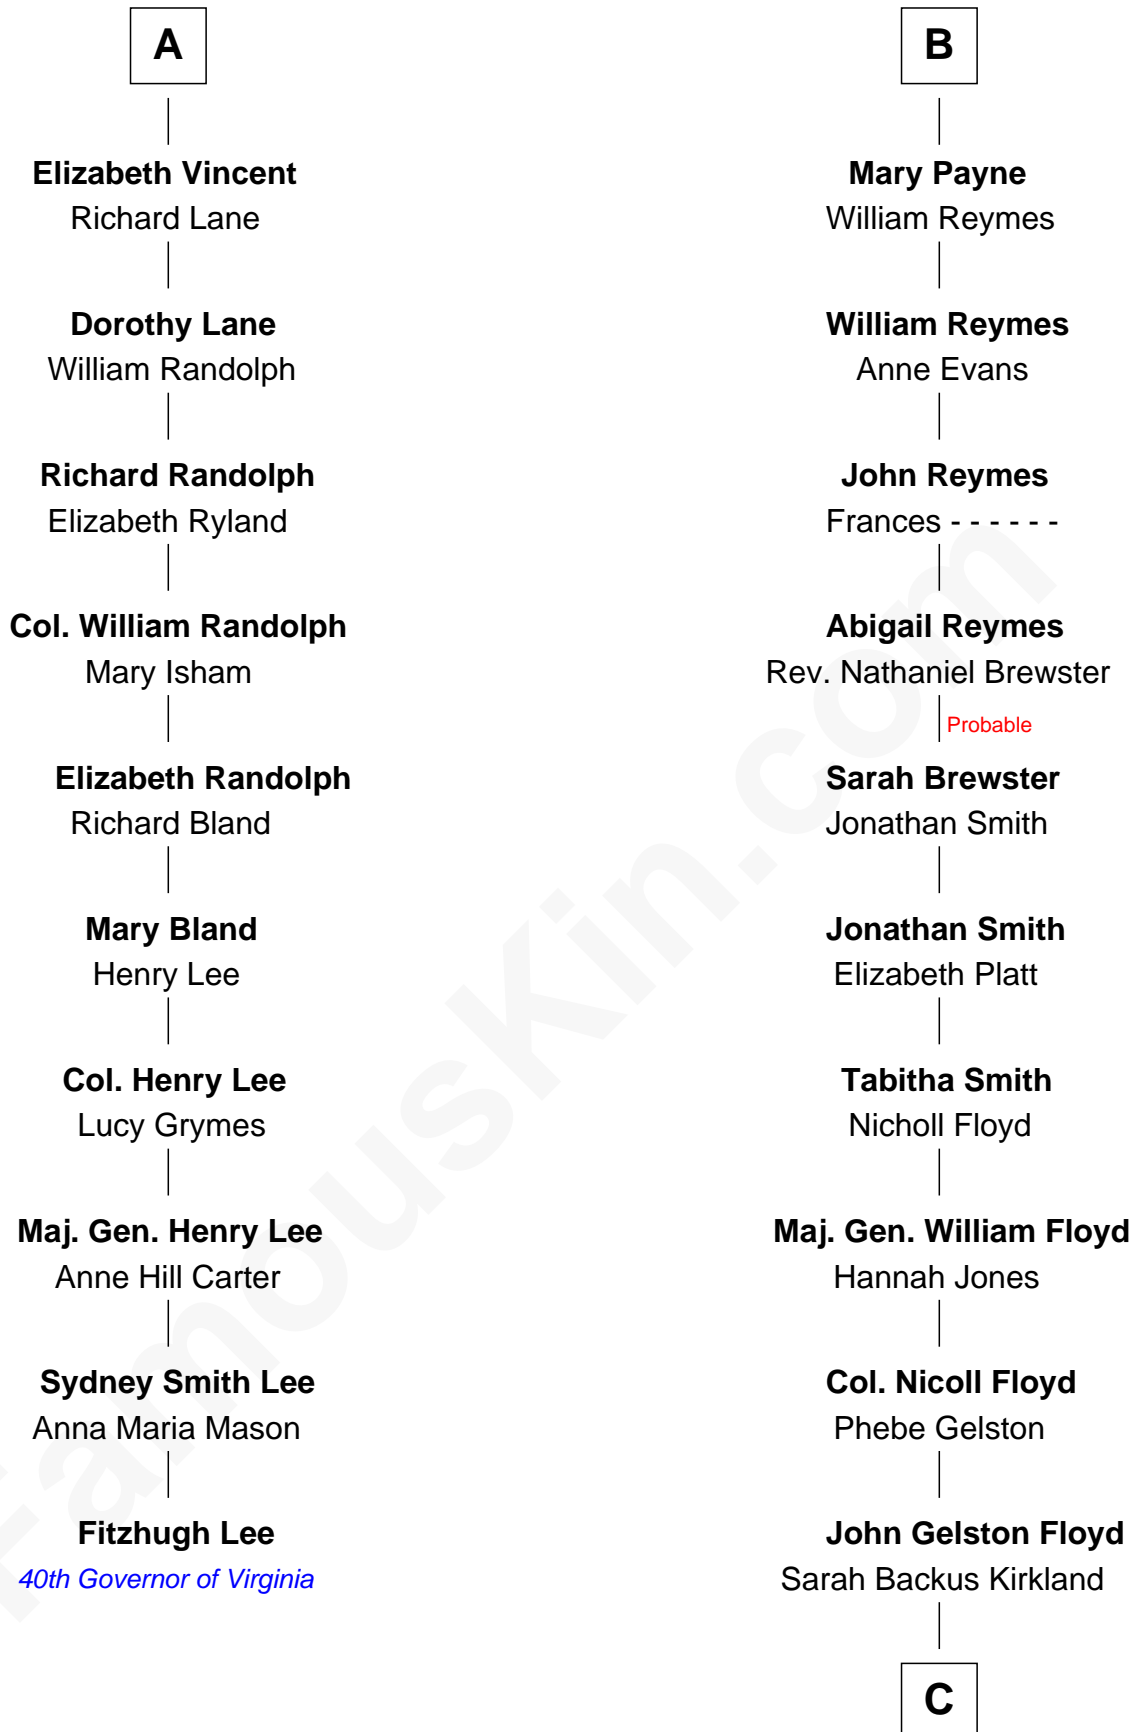 A
Elizabeth Vincent
Richard Lane
Dorothy Lane
William Randolph
Richard Randolph
Elizabeth Ryland
Col. William Randolph
Mary Isham
Elizabeth Randolph
Richard Bland
Mary Bland
Henry Lee
Col. Henry Lee
Lucy Grymes
Maj. Gen. Henry Lee
Anne Hill Carter
Sydney Smith Lee
Anna Maria Mason
Fitzhugh Lee
40th Governor of Virginia
B
Mary Payne
William Reymes
William Reymes
Anne Evans
John Reymes
Frances - - - - - -
Abigail Reymes
Rev. Nathaniel Brewster
Probable
Sarah Brewster
Jonathan Smith
Jonathan Smith
Elizabeth Platt
Tabitha Smith
Nicholl Floyd
Maj. Gen. William Floyd
Hannah Jones
Col. Nicoll Floyd
Phebe Gelston
John Gelston Floyd
Sarah Backus Kirkland
C
FamousKin.com